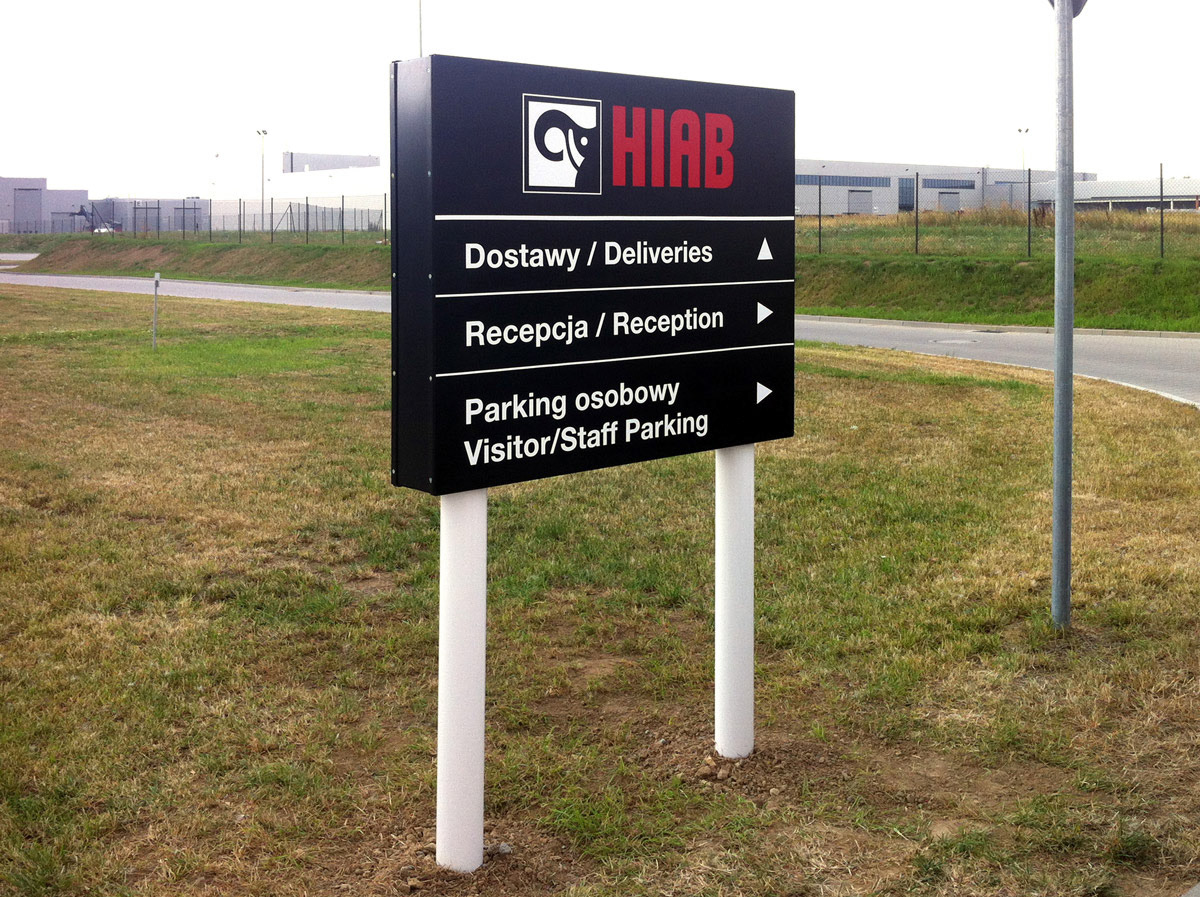 HIAB
Dostawy / Deliveries
Recepcja / Reception
Parking osobowy
Visitor/Staff Parking